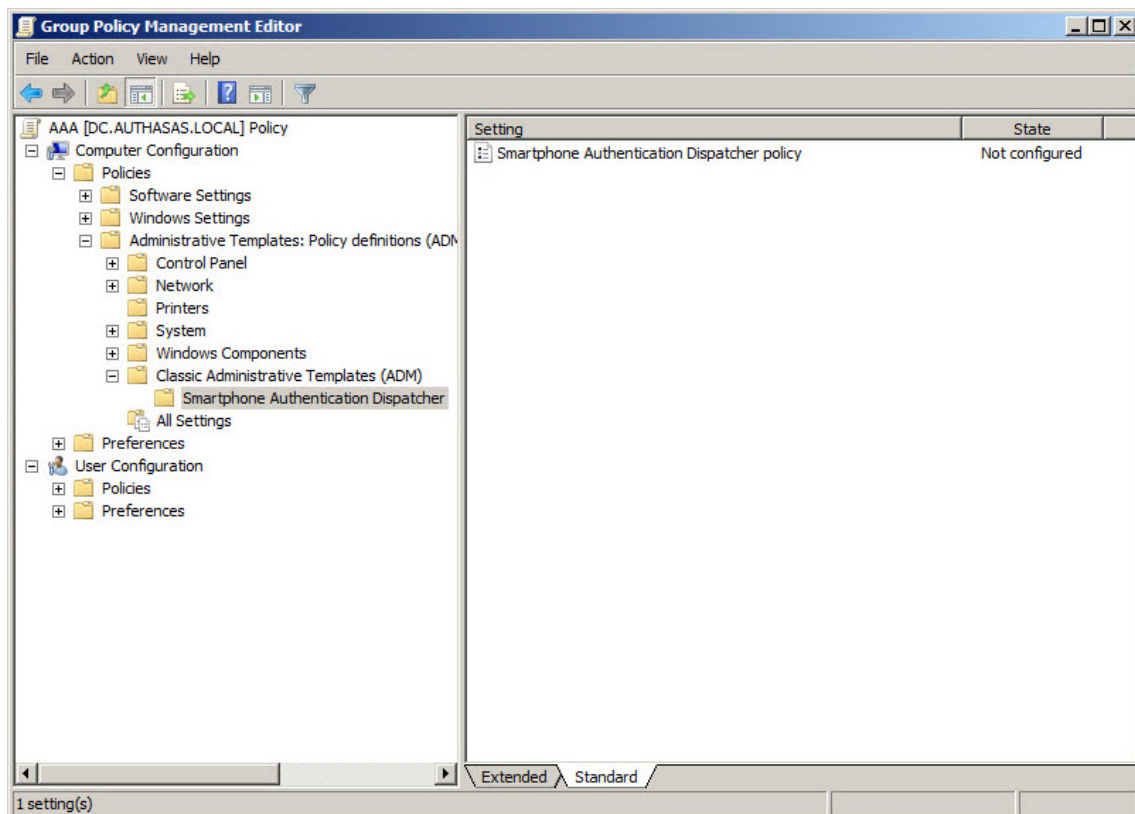 Group Policy Management Editor
File Action View Help
AAA [DC.AUTHASAS.LOCAL] Policy
Computer Configuration
Policies
Software Settings
Windows Settings
Administrative Templates: Policy definitions (ADM
Control Panel
Network
Printers
System
Windows Components
Classic Administrative Templates (ADM)
Smartphone Authentication Dispatcher
All Settings
Preferences
User Configuration
Policies
Preferences
Setting State
Smartphone Authentication Dispatcher policy Not configured
Extended Standard
1 setting(s)